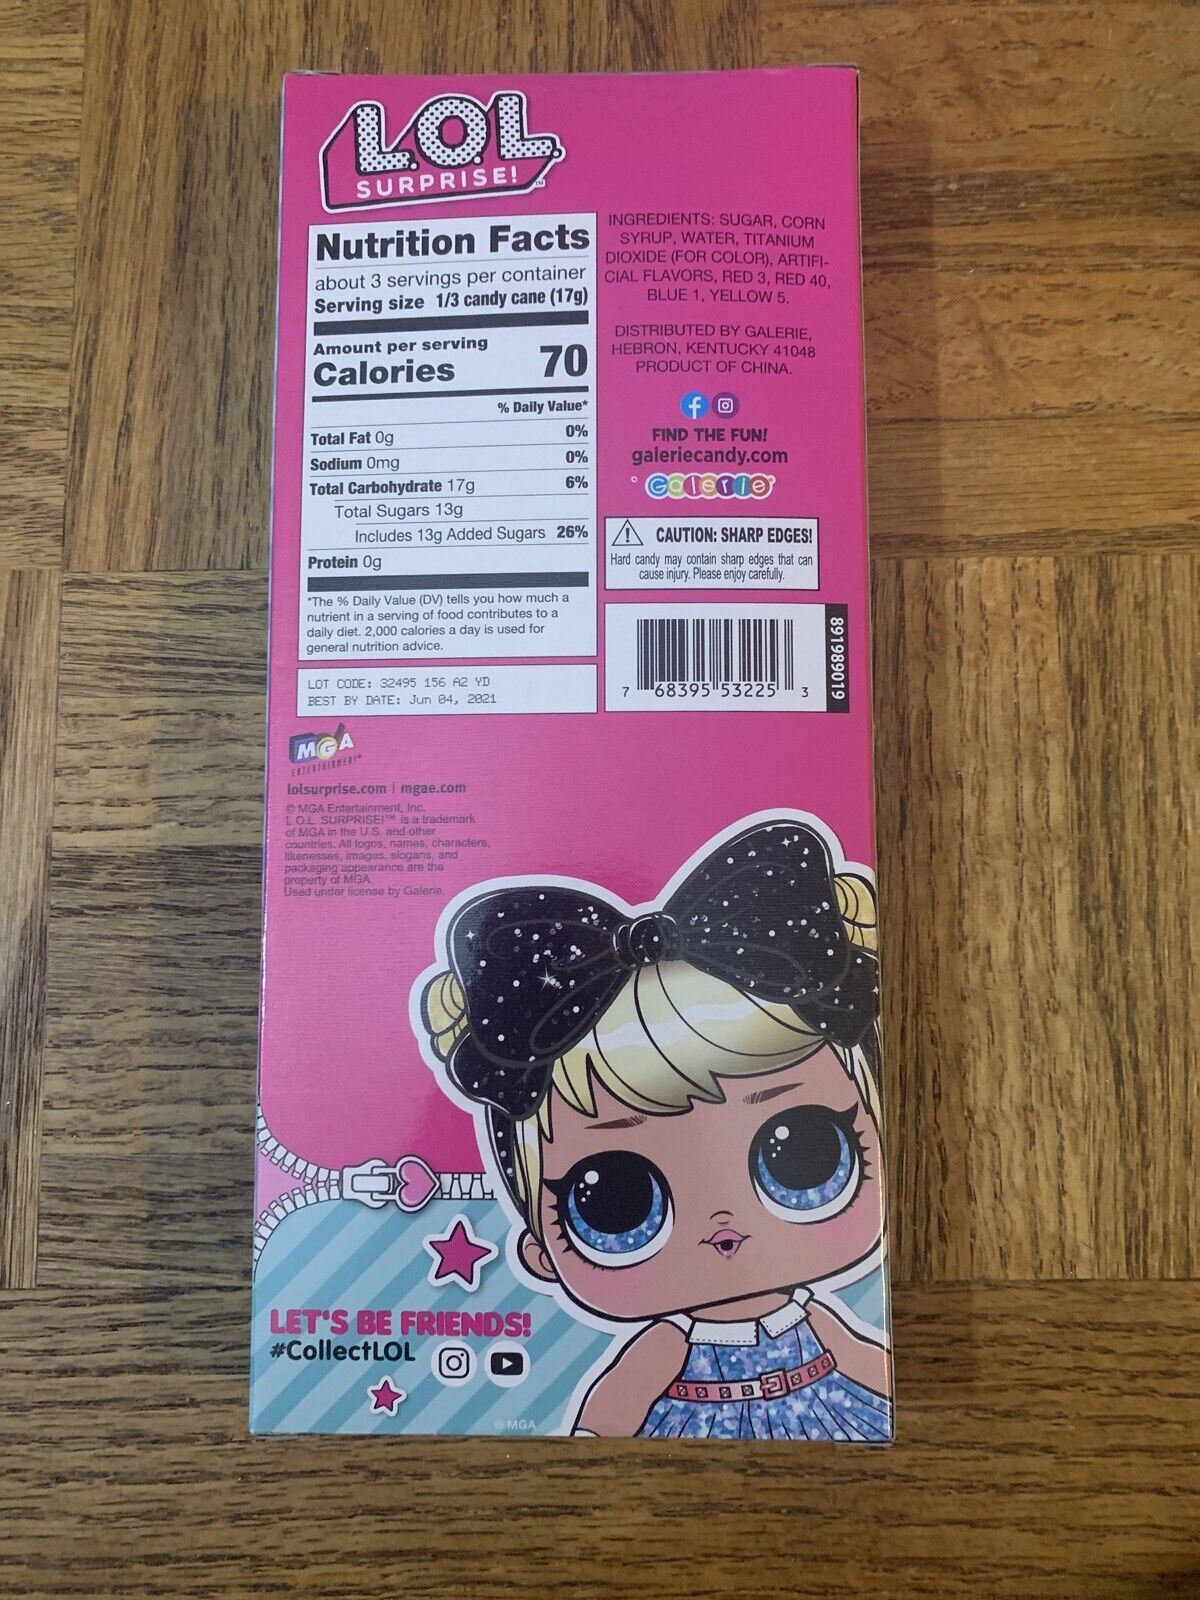 L.O.L.
SURPRISE!™
Nutrition Facts
about 3 servings per container
Serving size 1/3 candy cane (17g)
Amount per serving
Calories 70
% Daily Value*
Total Fat 0g 0%
Sodium 0mg 0%
Total Carbohydrate 17g 6%
Total Sugars 13g
Includes 13g Added Sugars 26%
Protein 0g
*The % Daily Value (DV) tells you how much a
nutrient in a serving of food contributes to a
daily diet. 2,000 calories a day is used for
general nutrition advice.
LOT CODE: 32495 156 A2 YD
BEST BY DATE: Jun 04, 2021
INGREDIENTS: SUGAR, CORN
SYRUP, WATER, TITANIUM
DIOXIDE (FOR COLOR), ARTIFI-
CIAL FLAVORS, RED 3, RED 40,
BLUE 1, YELLOW 5.
DISTRIBUTED BY GALERIE,
HEBRON, KENTUCKY 41048
PRODUCT OF CHINA.
FIND THE FUN!
galeriecandy.com
Galerie
CAUTION: SHARP EDGES!
Hard candy may contain sharp edges that can
cause injury. Please enjoy carefully.
7 68395 53225 3
891989019
MGA
ENTERTAINMENT
lolsurprise.com | mgae.com
© MGA Entertainment, Inc.
L.O.L. SURPRISE!™ is a trademark
of MGA in the U.S. and other
countries. All logos, names, characters,
likenesses, images, slogans, and
packaging appearance are the
property of MGA.
Used under license by Galerie.
LET'S BE FRIENDS!
#CollectLOL
© MGA